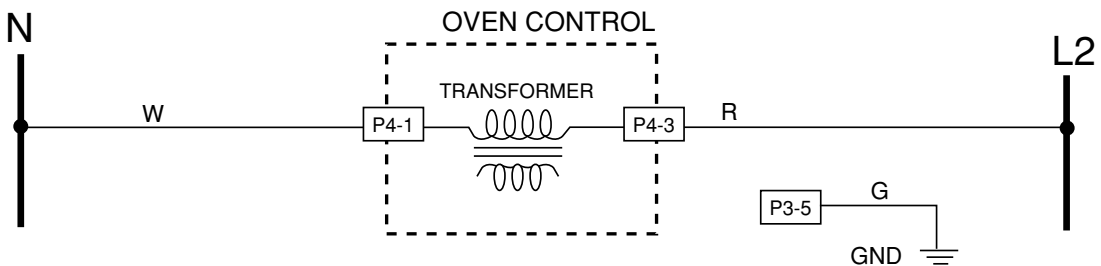 OVEN CONTROL
N
L2
TRANSFORMER
W
P4-1
P4-3
R
P3-5
G
GND